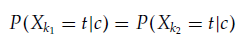 P(X_{k_1} = t|c) = P(X_{k_2} = t|c)